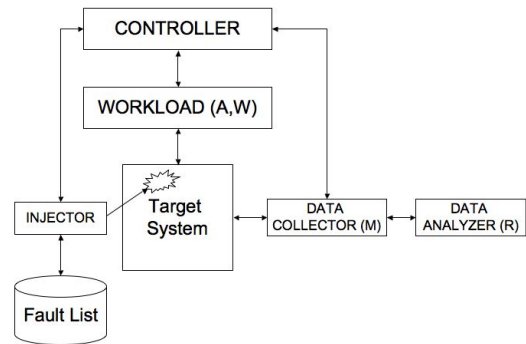 CONTROLLER
WORKLOAD (A,W)
Target
System
INJECTOR
DATA
COLLECTOR (M)
DATA
ANALYZER (R)
Fault List